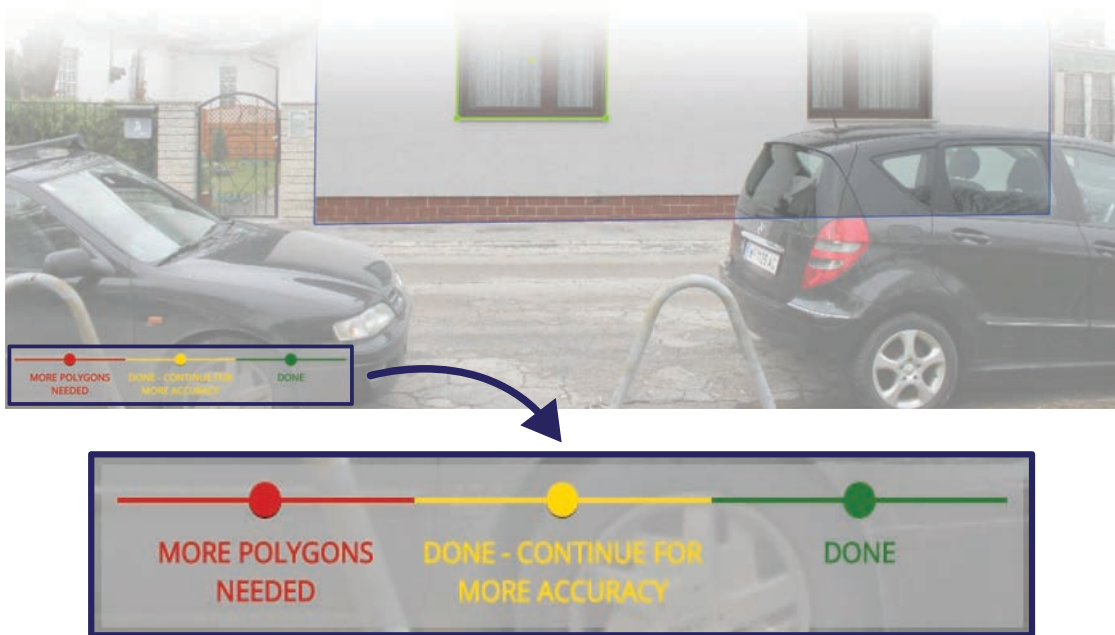 MORE POLYGONS
NEEDED
DONE - CONTINUE FOR
MORE ACCURACY
DONE
MORE POLYGONS
NEEDED
DONE - CONTINUE FOR
MORE ACCURACY
DONE